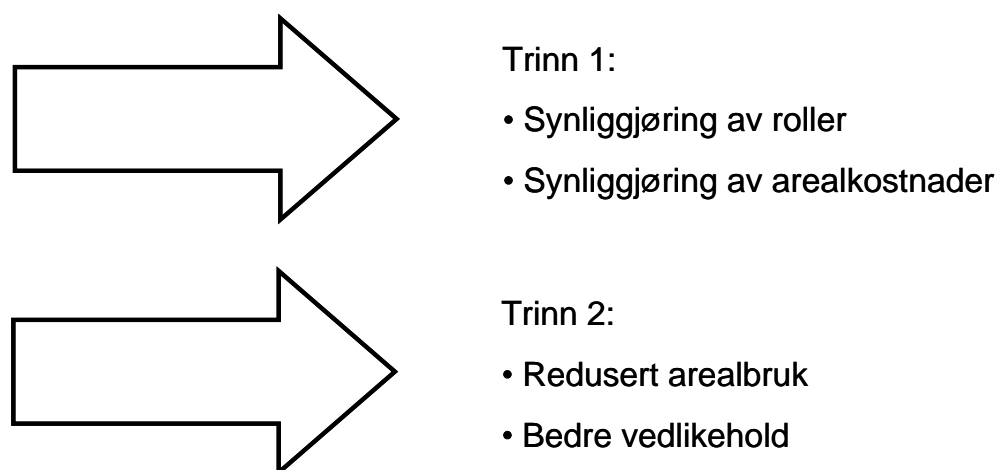 Trinn 1:
• Synliggjøring av roller
• Synliggjøring av arealkostnader
Trinn 2:
• Redusert arealbruk
• Bedre vedlikehold